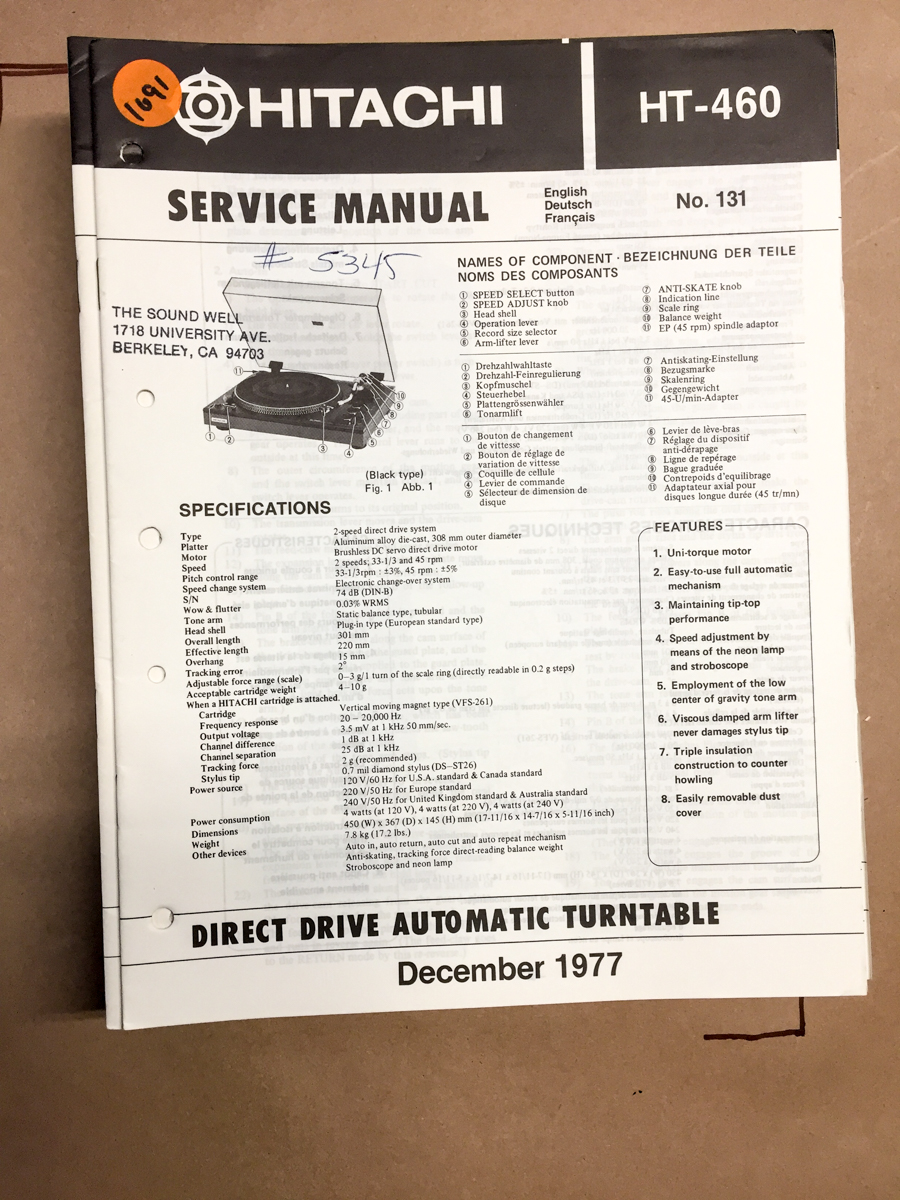 1691
HITACHI
HT-460
SERVICE MANUAL
English
Deutsch
Français
No. 131
# 5345
THE SOUND WELL
1718 UNIVERSITY AVE.
BERKELEY, CA 94703
⑪
① ②
③ ④ ⑤ ⑥ ⑦ ⑧ ⑨ ⑩
(Black type)
Fig. 1 Abb. 1
NAMES OF COMPONENT · BEZEICHNUNG DER TEILE
NOMS DES COMPOSANTS
① SPEED SELECT button
② SPEED ADJUST knob
③ Head shell
④ Operation lever
⑤ Record size selector
⑥ Arm-lifter lever
⑦ ANTI-SKATE knob
⑧ Indication line
⑨ Scale ring
⑩ Balance weight
⑪ EP (45 rpm) spindle adaptor
① Drehzahlwahltaste
② Drehzahl-Feinregulierung
③ Kopfmuschel
④ Steuerhebel
⑤ Plattengrössenwähler
⑥ Tonarmlift
⑦ Antiskating-Einstellung
⑧ Bezugsmarke
⑨ Skalenring
⑩ Gegengewicht
⑪ 45-U/min-Adapter
① Bouton de changement
de vittesse
② Bouton de réglage de
variation de vittesse
③ Coquille de cellule
④ Levier de commande
⑤ Sélecteur de dimension de
disque
⑥ Levier de lève-bras
⑦ Réglage du dispositif
anti-dérapage
⑧ Ligne de repérage
⑨ Bague graduée
⑩ Contrepoids d'equilibrage
⑪ Adaptateur axial pour
disques longue durée (45 tr/mn)
SPECIFICATIONS
Type 2-speed direct drive system
Platter Aluminum alloy die-cast, 308 mm outer diameter
Motor Brushless DC servo direct drive motor
Speed 2 speeds; 33-1/3 and 45 rpm
Pitch control range 33-1/3rpm : ±3%, 45 rpm : ±5%
Speed change system Electronic change-over system
S/N 74 dB (DIN-B)
Wow & flutter 0.03% WRMS
Tone arm Static balance type, tubular
Head shell Plug-in type (European standard type)
Overall length 301 mm
Effective length 220 mm
Overhang 15 mm
Tracking error 2°
Adjustable force range (scale) 0–3 g/1 turn of the scale ring (directly readable in 0.2 g steps)
Acceptable cartridge weight 4–10 g
When a HITACHI cartridge is attached.
Cartridge Vertical moving magnet type (VFS-261)
Frequency response 20 – 20,000 Hz
Output voltage 3.5 mV at 1 kHz 50 mm/sec.
Channel difference 1 dB at 1 kHz
Channel separation 25 dB at 1 kHz
Tracking force 2 g (recommended)
Stylus tip 0.7 mil diamond stylus (DS–ST26)
Power source 120 V/60 Hz for U.S.A. standard & Canada standard
220 V/50 Hz for Europe standard
240 V/50 Hz for United Kingdom standard & Australia standard
Power consumption 4 watts (at 120 V), 4 watts (at 220 V), 4 watts (at 240 V)
Dimensions 450 (W) x 367 (D) x 145 (H) mm (17-11/16 x 14-7/16 x 5-11/16 inch)
Weight 7.8 kg (17.2 lbs.)
Other devices Auto in, auto return, auto cut and auto repeat mechanism
Anti-skating, tracking force direct-reading balance weight
Stroboscope and neon lamp
FEATURES
1. Uni-torque motor
2. Easy-to-use full automatic
mechanism
3. Maintaining tip-top
performance
4. Speed adjustment by
means of the neon lamp
and stroboscope
5. Employment of the low
center of gravity tone arm
6. Viscous damped arm lifter
never damages stylus tip
7. Triple insulation
construction to counter
howling
8. Easily removable dust
cover
DIRECT DRIVE AUTOMATIC TURNTABLE
December 1977